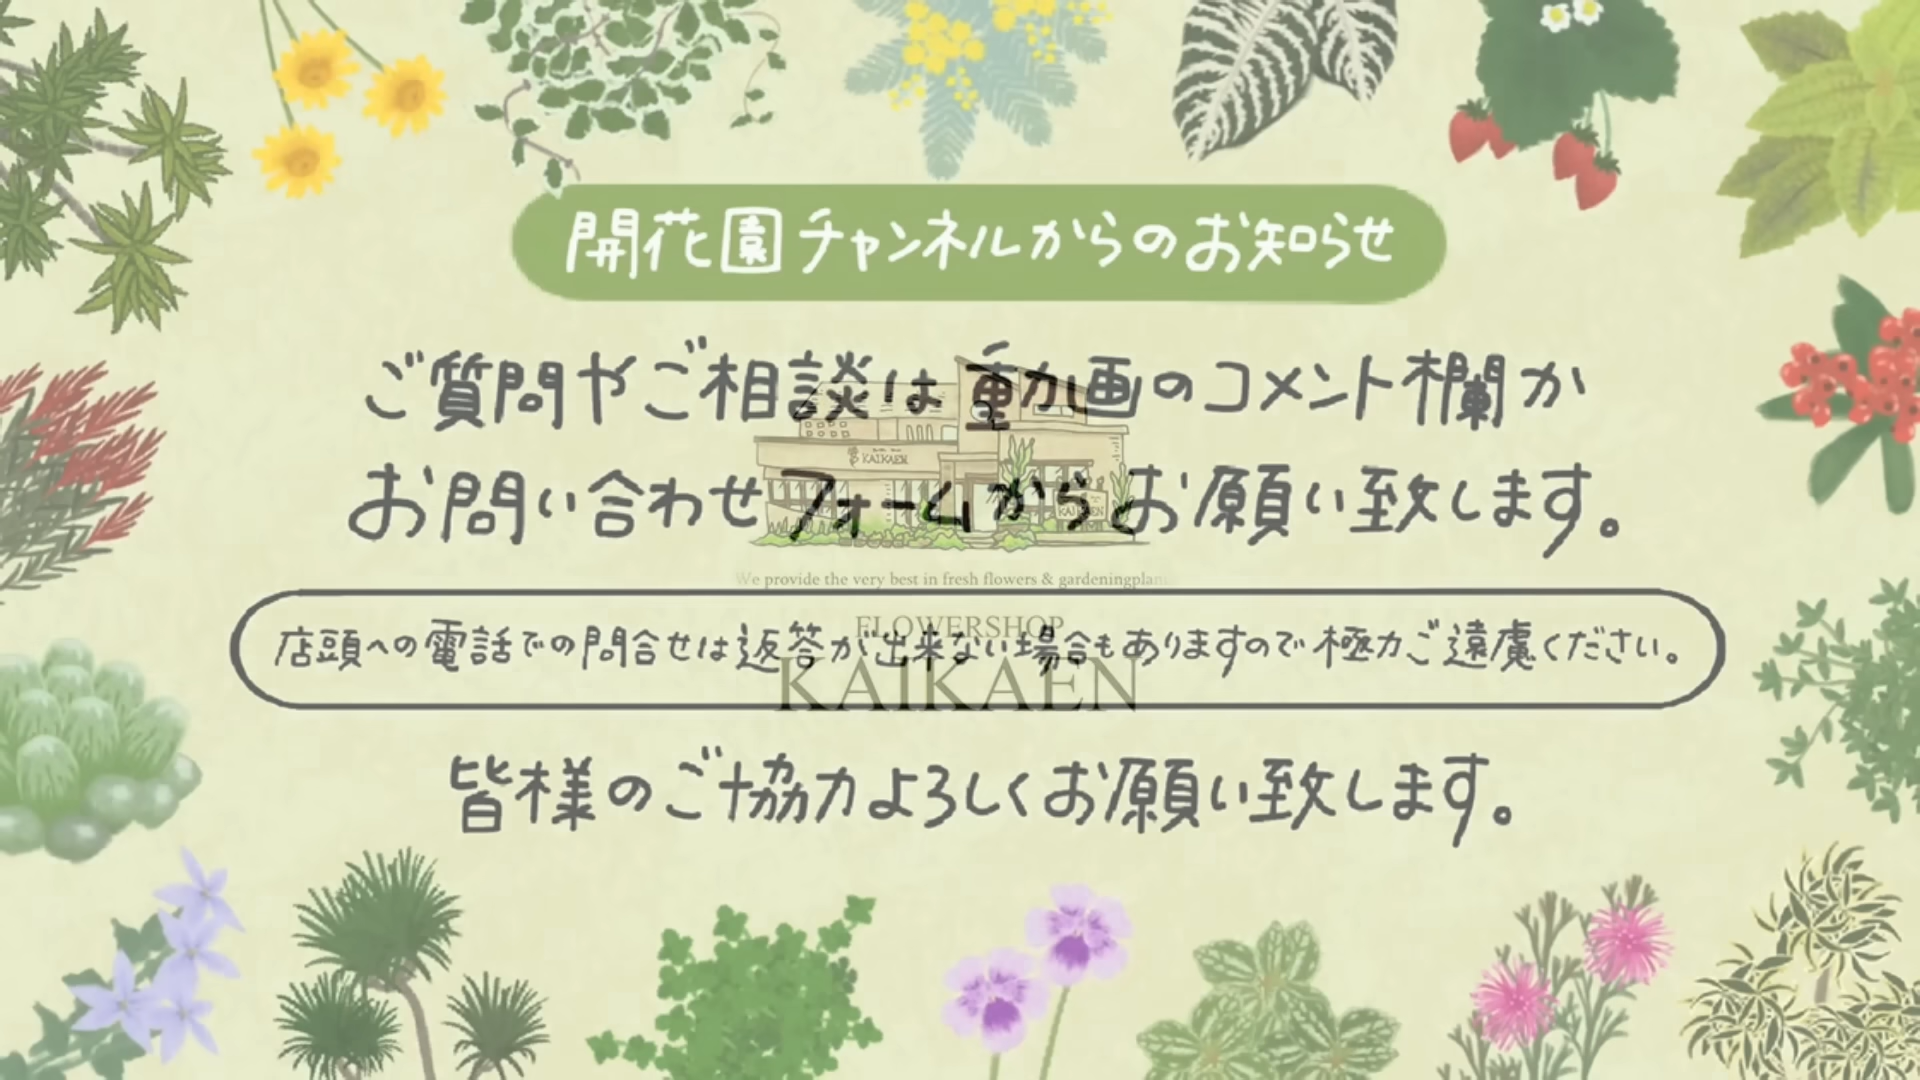 開花園チャンネルからのお知らせ
ご質問やご相談は動画のコメント欄か
KAIKAEN
お問い合わせフォームからお願い致します。
KAIKAEN
We provide the very best in fresh flowers & gardeningplan
FLOWERSHOP
店頭への電話での問合せは返答が出来ない場合もありますので極力ご遠慮ください。
KAIKAEN
皆様のご協力よろしくお願い致します。